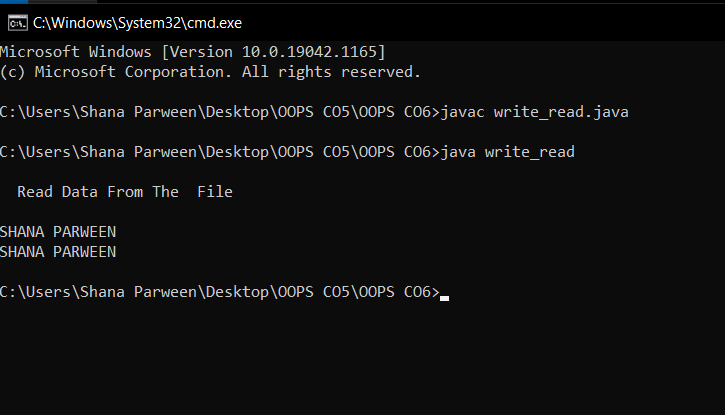 C:\Windows\System32\cmd.exe
Microsoft Windows [Version 10.0.19042.1165]
(c) Microsoft Corporation. All rights reserved.
C:\Users\Shana Parween\Desktop\OOPS CO5\OOPS CO6>javac write_read.java
C:\Users\Shana Parween\Desktop\OOPS CO5\OOPS CO6>java write_read
Read Data From The  File
SHANA PARWEEN
SHANA PARWEEN
C:\Users\Shana Parween\Desktop\OOPS CO5\OOPS CO6>